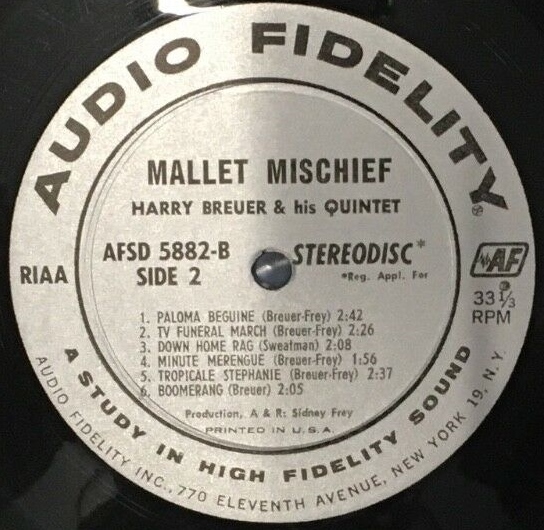 AUDIO FIDELITY
MALLET MISCHIEF
HARRY BREUER & his QUINTET
AFSD 5882-B
SIDE 2
STEREODISC*
*Reg. Appl. For
RIAA
AF
33 1/3
RPM
1. PALOMA BEGUINE (Breuer-Frey) 2:42
2. TV FUNERAL MARCH (Breuer-Frey) 2:26
3. DOWN HOME RAG (Sweatman) 2:08
4. MINUTE MERENGUE (Breuer-Frey) 1:56
5. TROPICALE STEPHANIE (Breuer-Frey) 2:37
6. BOOMERANG (Breuer) 2:05
Production, A & R: Sidney Frey
PRINTED IN U.S.A.
A STUDY IN HIGH FIDELITY SOUND
AUDIO FIDELITY INC., 770 ELEVENTH AVENUE, NEW YORK 19, N.Y.